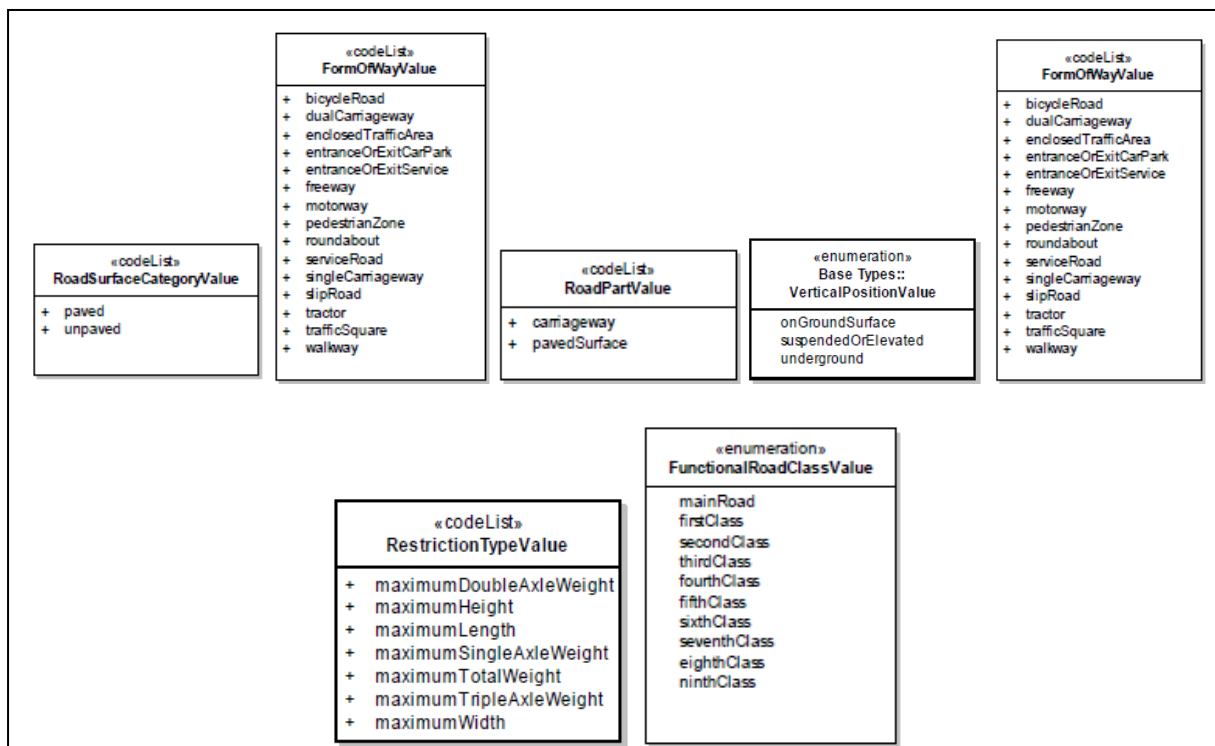 «codeList»
RoadSurfaceCategoryValue
+ paved
+ unpaved
«codeList»
FormOfWayValue
+ bicycleRoad
+ dualCarriageway
+ enclosedTrafficArea
+ entranceOrExitCarPark
+ entranceOrExitService
+ freeway
+ motorway
+ pedestrianZone
+ roundabout
+ serviceRoad
+ singleCarriageway
+ slipRoad
+ tractor
+ trafficSquare
+ walkway
«codeList»
RoadPartValue
+ carriageway
+ pavedSurface
«enumeration»
Base Types::
VerticalPositionValue
onGroundSurface
suspendedOrElevated
underground
«codeList»
FormOfWayValue
+ bicycleRoad
+ dualCarriageway
+ enclosedTrafficArea
+ entranceOrExitCarPark
+ entranceOrExitService
+ freeway
+ motorway
+ pedestrianZone
+ roundabout
+ serviceRoad
+ singleCarriageway
+ slipRoad
+ tractor
+ trafficSquare
+ walkway
«codeList»
RestrictionTypeValue
+ maximumDoubleAxleWeight
+ maximumHeight
+ maximumLength
+ maximumSingleAxleWeight
+ maximumTotalWeight
+ maximumTripleAxleWeight
+ maximumWidth
«enumeration»
FunctionalRoadClassValue
mainRoad
firstClass
secondClass
thirdClass
fourthClass
fifthClass
sixthClass
seventhClass
eighthClass
ninthClass